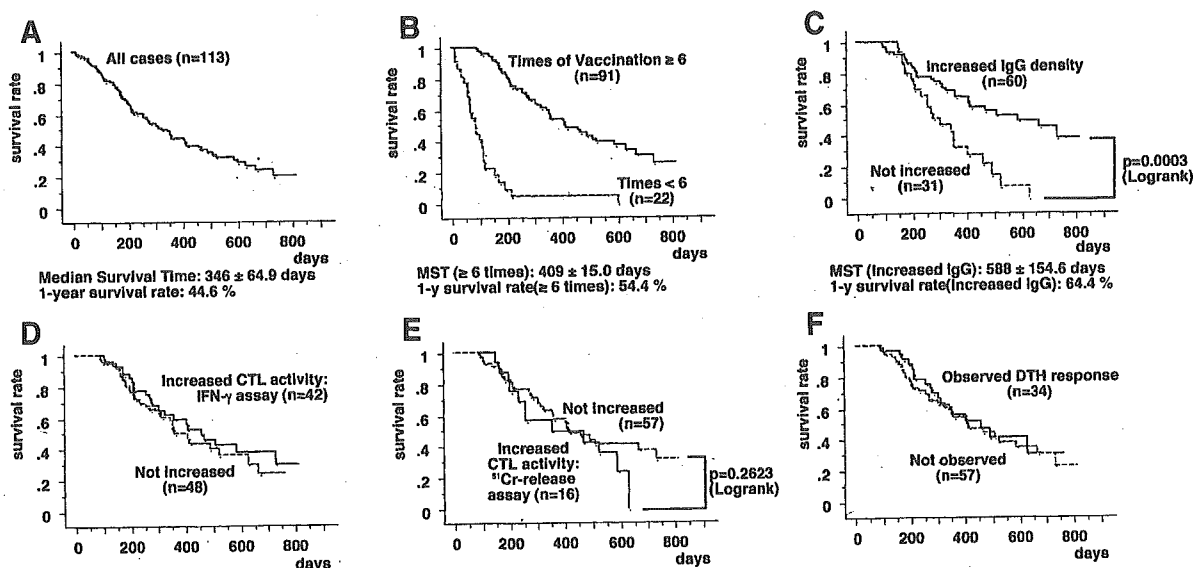 A
All cases (n=113)
survival rate
1
.8
.6
.4
.2
0
0 200 400 600 800
days
Median Survival Time: 346 ± 64.9 days
1-year survival rate: 44.6 %
B
Times of Vaccination ≥ 6
(n=91)
survival rate
1
.8
.6
.4
.2
0
Times < 6
(n=22)
0 200 400 600 800
days
MST (≥ 6 times): 409 ± 15.0 days
1-y survival rate(≥ 6 times): 54.4 %
C
Increased IgG density
(n=60)
survival rate
1
.8
.6
.4
.2
0
Not increased
(n=31)
p=0.0003
(Logrank)
0 200 400 600 800
days
MST (Increased IgG): 588 ± 154.6 days
1-y survival rate(Increased IgG): 64.4 %
D
Increased CTL activity:
IFN-γ assay (n=42)
survival rate
1
.8
.6
.4
.2
0
Not increased
(n=48)
0 200 400 600 800
days
E
survival rate
1
.8
.6
.4
.2
0
Not increased
(n=57)
Increased
CTL activity:
⁵¹Cr-release
assay (n=16)
p=0.2623
(Logrank)
0 200 400 600 800
days
F
Observed DTH response
(n=34)
survival rate
1
.8
.6
.4
.2
0
Not observed
(n=57)
0 200 400 600 800
days